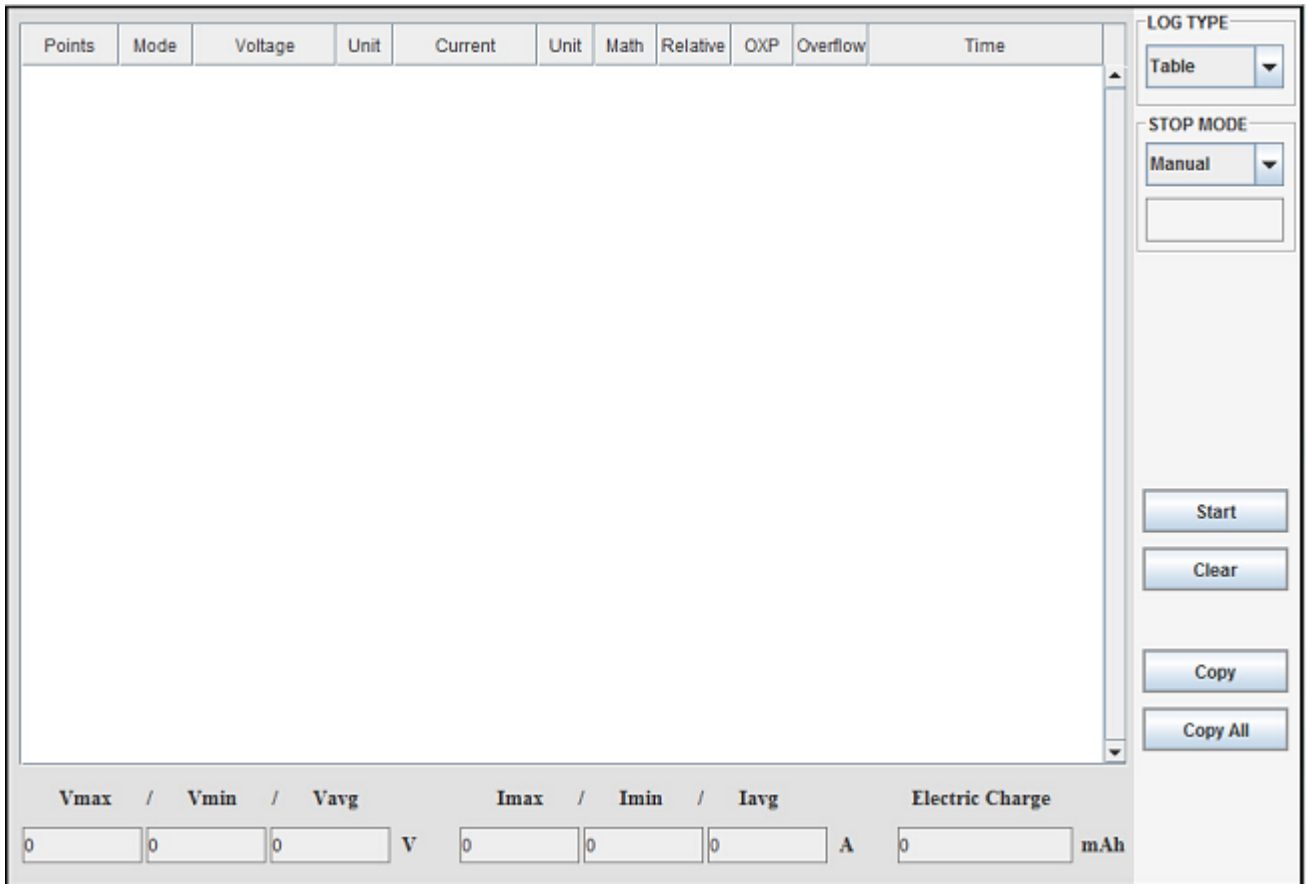 Points Mode Voltage Unit Current Unit Math Relative OXP Overflow Time
LOG TYPE
Table
STOP MODE
Manual
Start
Clear
Copy
Copy All
Vmax / Vmin / Vavg Imax / Imin / Iavg Electric Charge
0 0 0 V 0 0 0 A 0 mAh